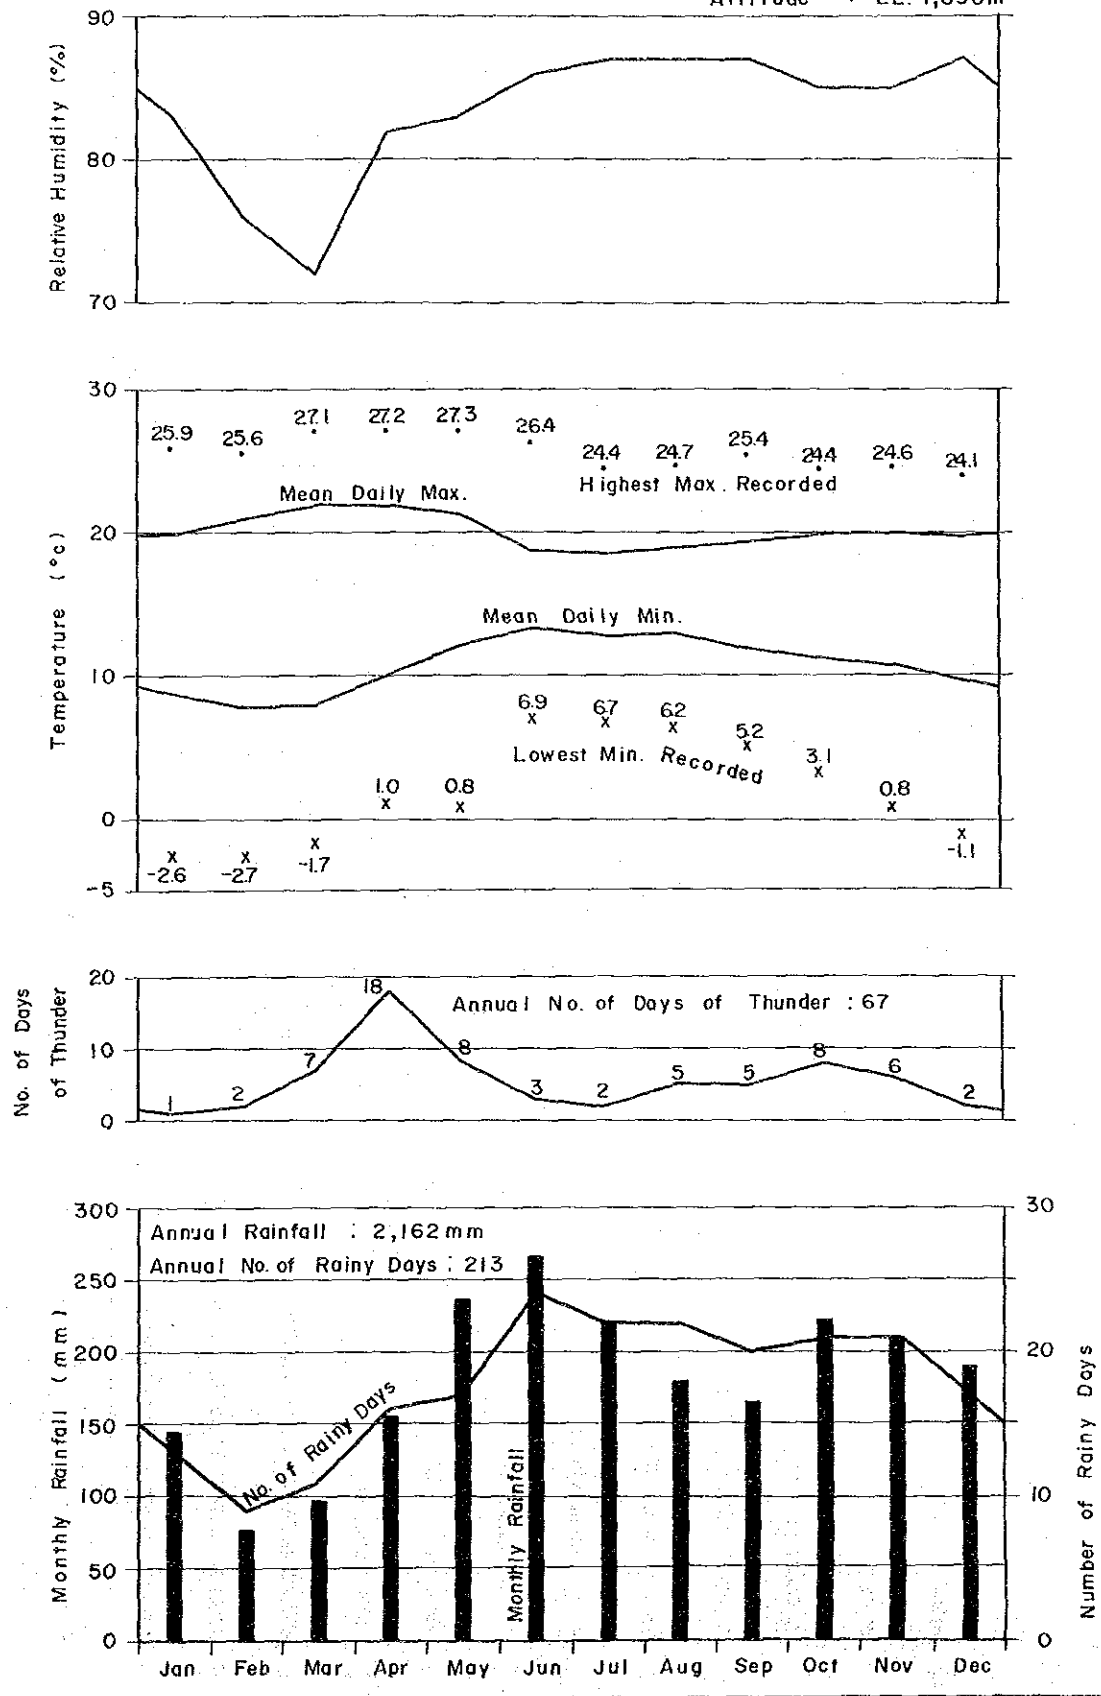 90
80
70
Relative Humidity (%)
30
20
10
0
-5
Temperature (°c)
25.9 25.6 27.1 27.2 27.3 26.4 24.4 24.7 25.4 24.4 24.6 24.1
Highest Max. Recorded
Mean Daily Max.
Mean Daily Min.
6.9 6.7 6.2 5.2 3.1
Lowest Min. Recorded
1.0 0.8 0.8
-2.6 -2.7 -1.7 -1.1
No. of Days
of Thunder
20
10
0
Annual No. of Days of Thunder : 67
1 2 7 18 8 3 2 5 5 8 6 2
Monthly Rainfall (mm)
300
250
200
150
100
50
0
Annual Rainfall : 2,162mm
Annual No. of Rainy Days : 213
No. of Rainy Days
Monthly Rainfall
30
20
10
0
Number of Rainy Days
Jan Feb Mar Apr May Jun Jul Aug Sep Oct Nov Dec